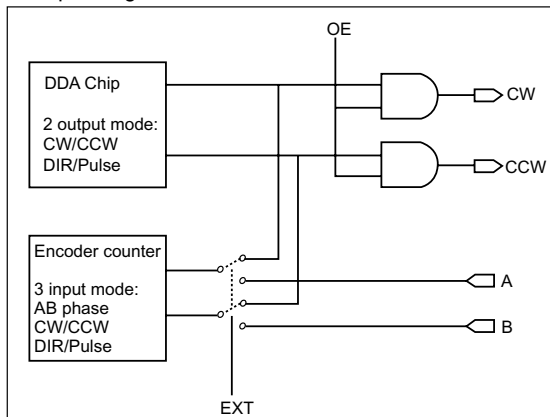 OE
DDA Chip
2 output mode:
CW/CCW
DIR/Pulse
CW
CCW
Encoder counter
3 input mode:
AB phase
CW/CCW
DIR/Pulse
A
B
EXT